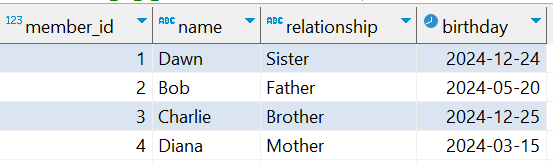 123 member_id ABC name ABC relationship birthday
1 Dawn Sister 2024-12-24
2 Bob Father 2024-05-20
3 Charlie Brother 2024-12-25
4 Diana Mother 2024-03-15